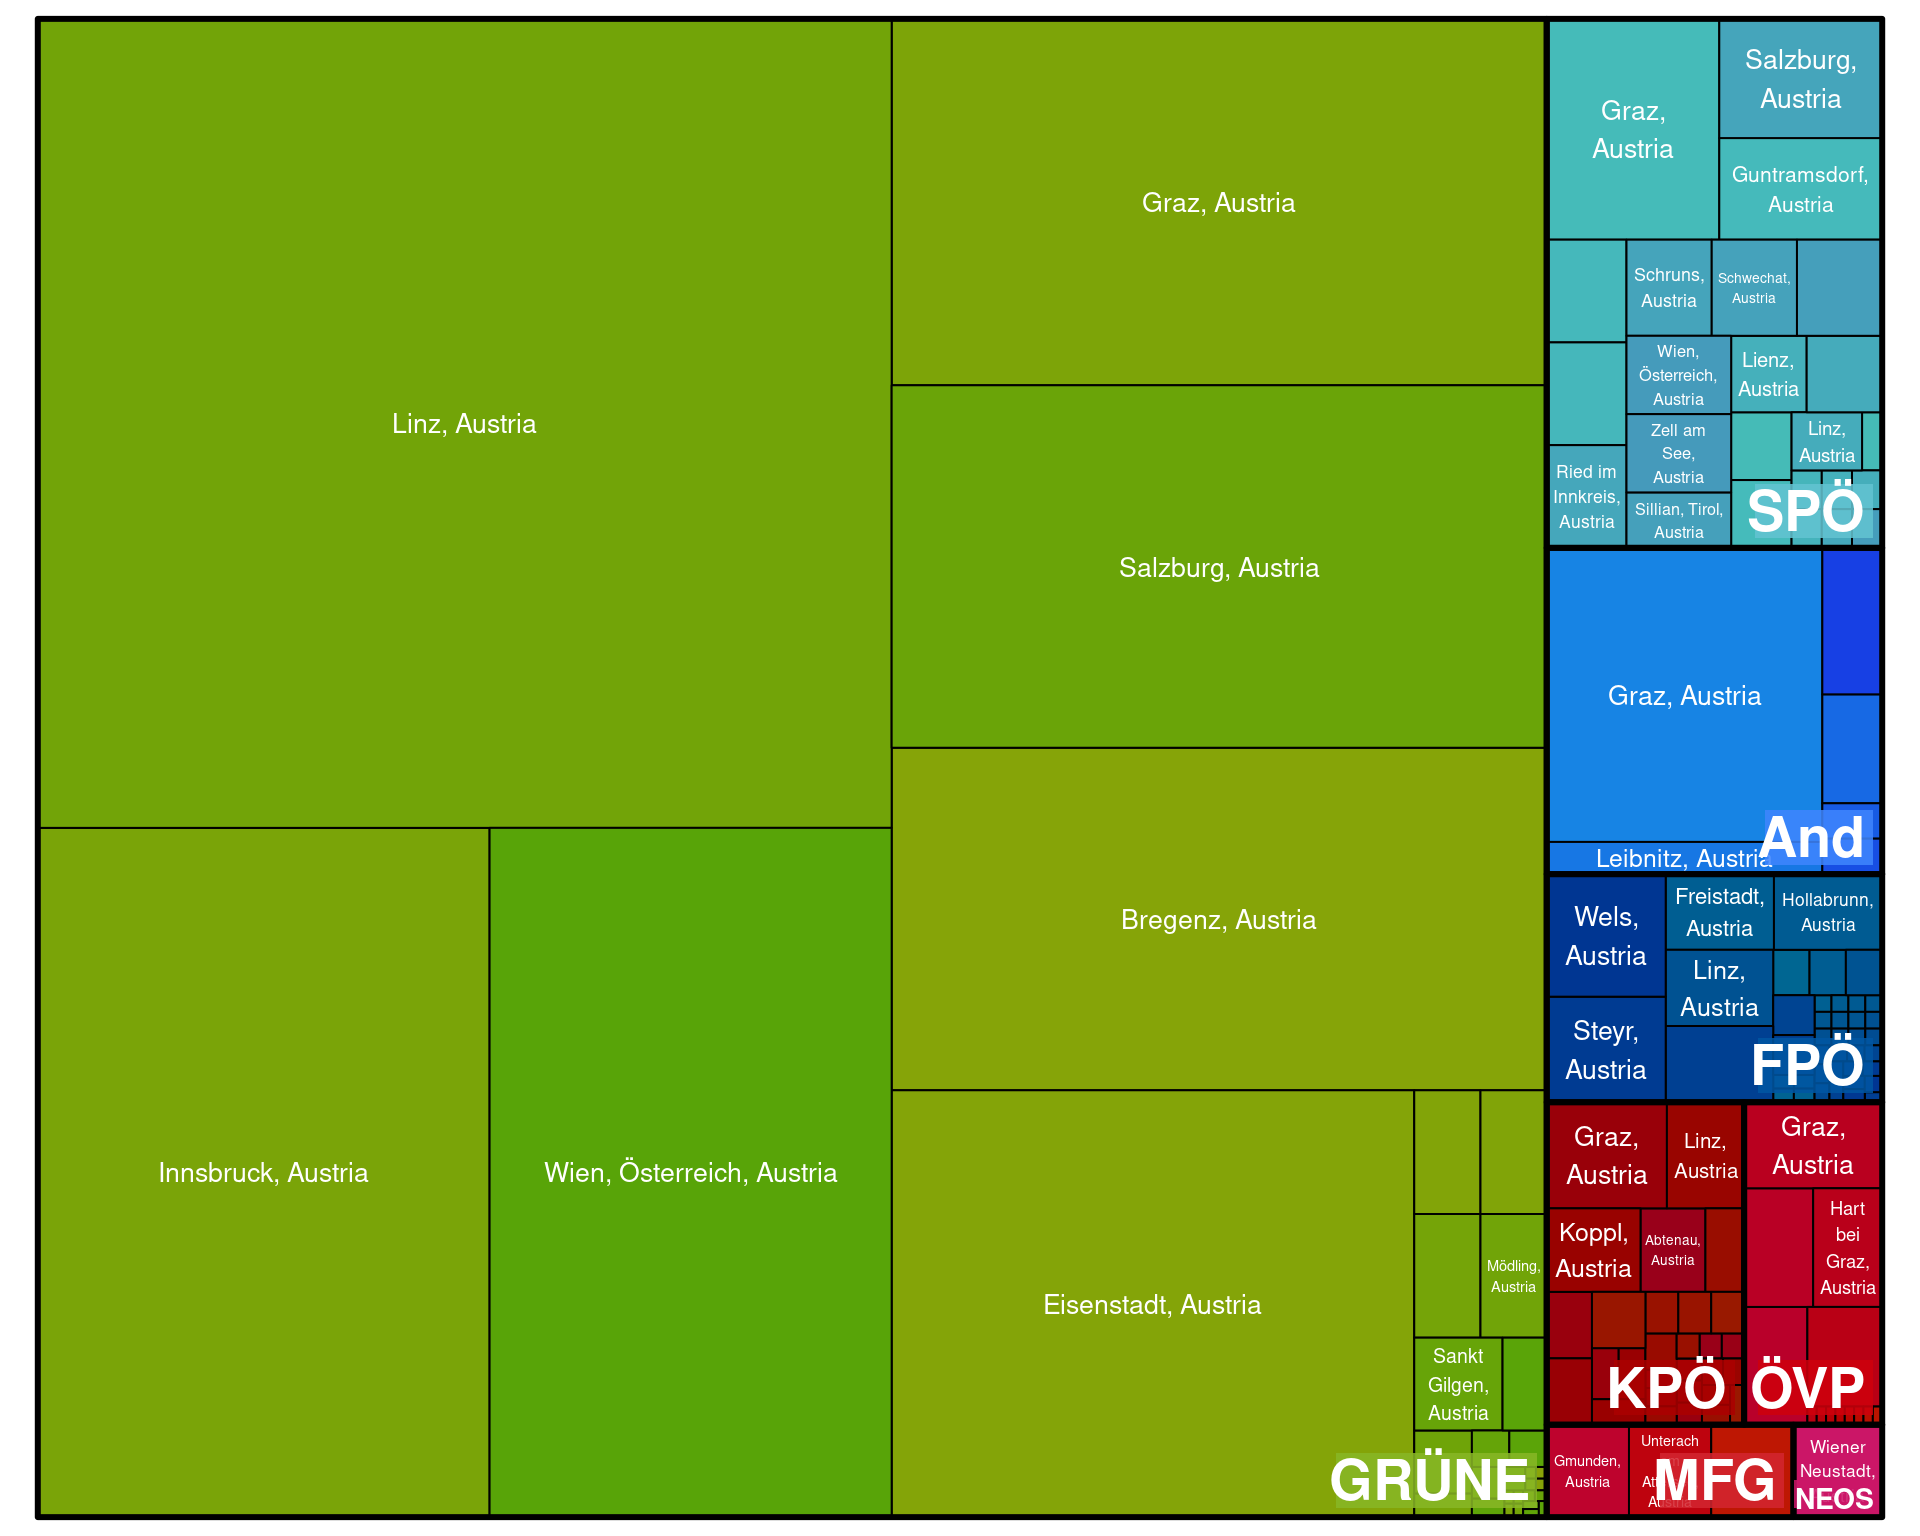 Linz, Austria
Graz, Austria
Salzburg, Austria
Innsbruck, Austria
Wien, Österreich, Austria
Bregenz, Austria
Eisenstadt, Austria
Mödling,
Austria
Sankt
Gilgen,
Austria
GRÜNE
Graz,
Austria
Salzburg,
Austria
Guntramsdorf,
Austria
Schruns,
Austria
Schwechat,
Austria
Wien,
Österreich,
Austria
Lienz,
Austria
Zell am
See,
Austria
Linz,
Austria
Ried im
Innkreis,
Austria
Sillian, Tirol,
Austria
SPÖ
Graz, Austria
Leibnitz, Austria
And
Wels,
Austria
Freistadt,
Austria
Hollabrunn,
Austria
Linz,
Austria
Steyr,
Austria
FPÖ
Graz,
Austria
Linz,
Austria
Koppl,
Austria
Abtenau,
Austria
KPÖ
Graz,
Austria
Hart
bei
Graz,
Austria
ÖVP
Gmunden,
Austria
Unterach
Austria
MFG
Wiener
Neustadt,
NEOS